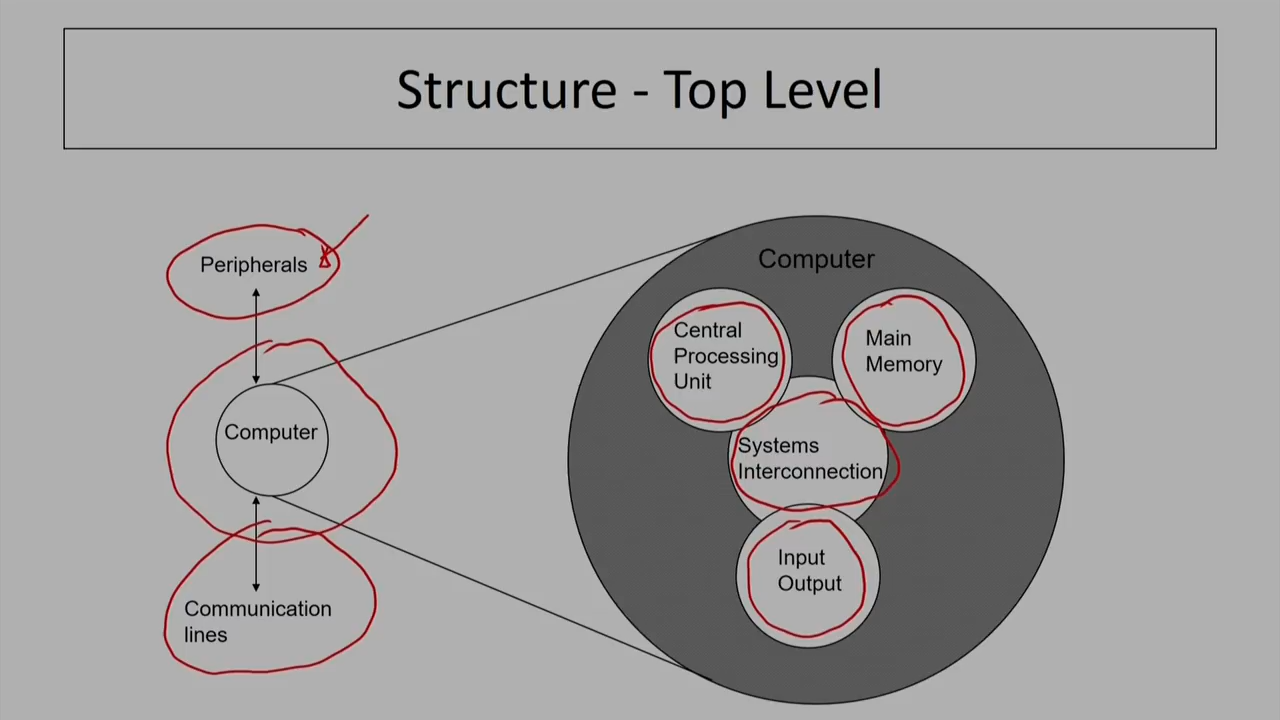 Structure - Top Level
Peripherals
Computer
Communication
lines
Computer
Central
Processing
Unit
Main
Memory
Systems
Interconnection
Input
Output